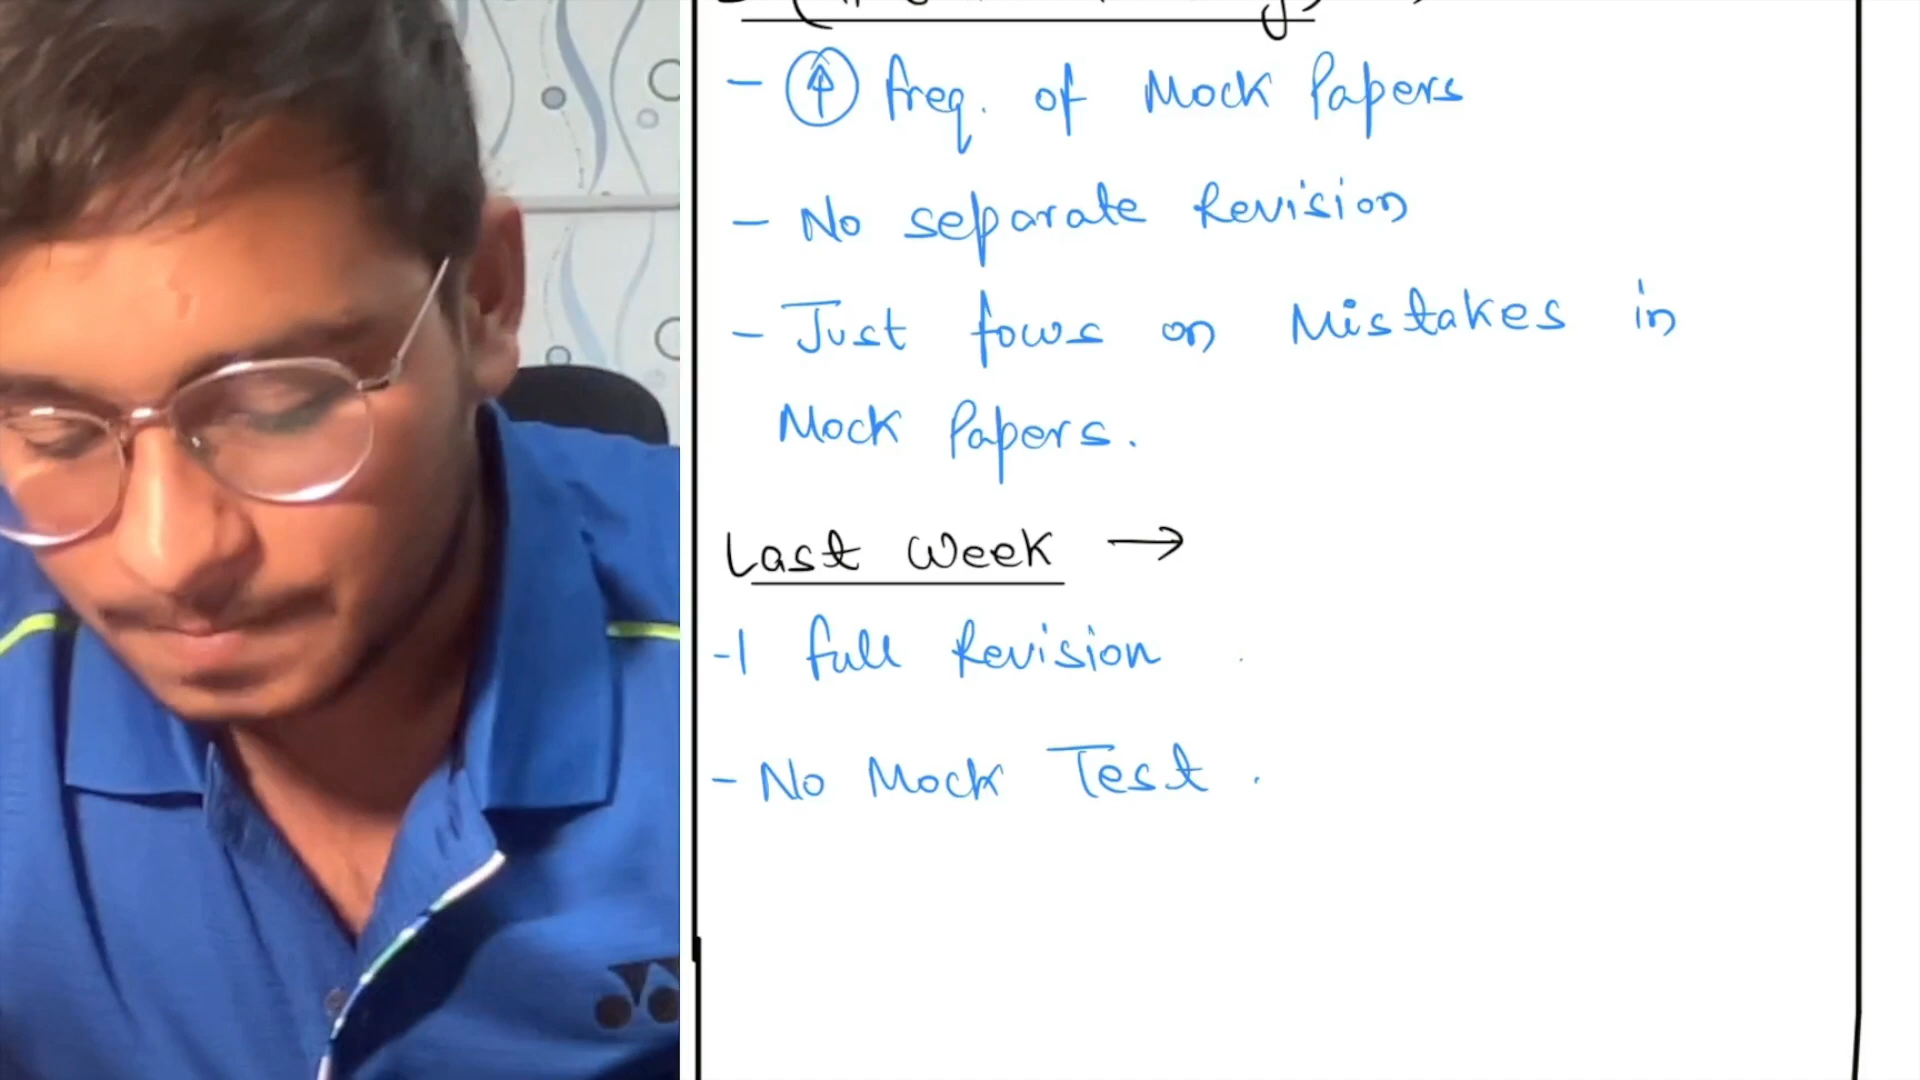 - ↑ freq. of Mock Papers
- No separate Revision
- Just focus on Mistakes in
Mock Papers.
Last Week →
-1 full Revision
- No Mock Test.